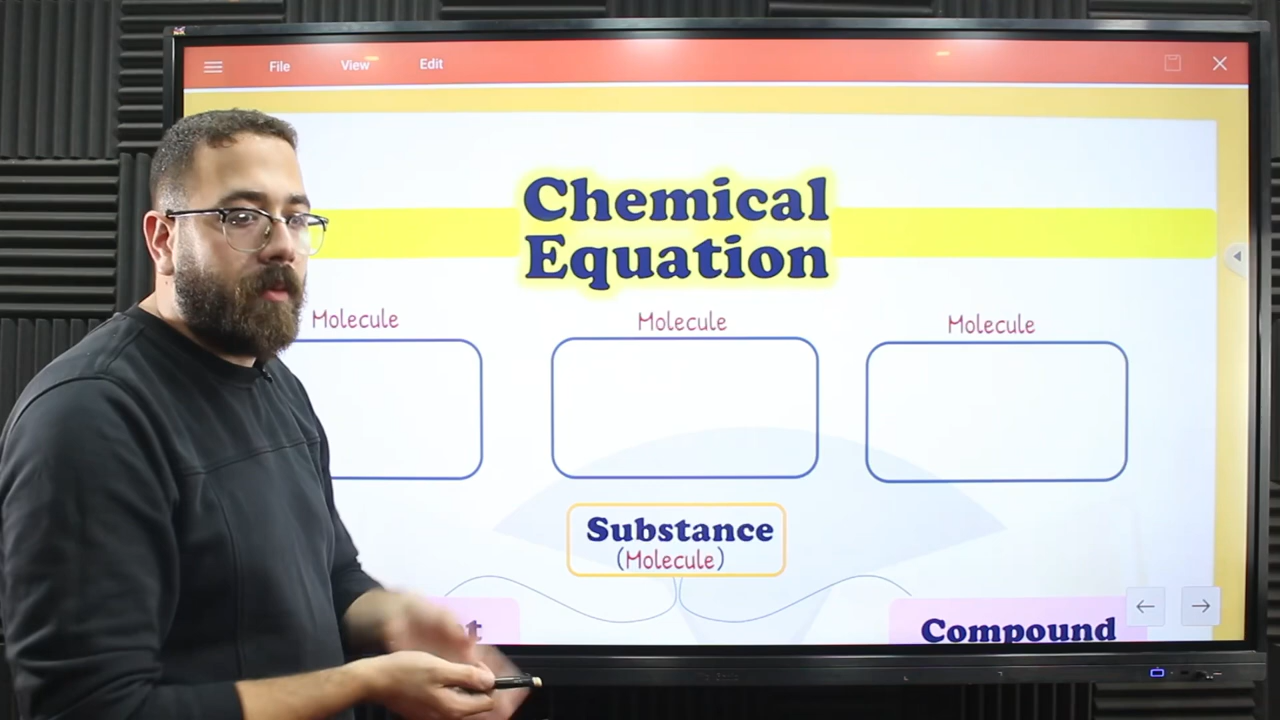 File View Edit
Chemical
Equation
Molecule Molecule Molecule
Substance
(Molecule)
Compound